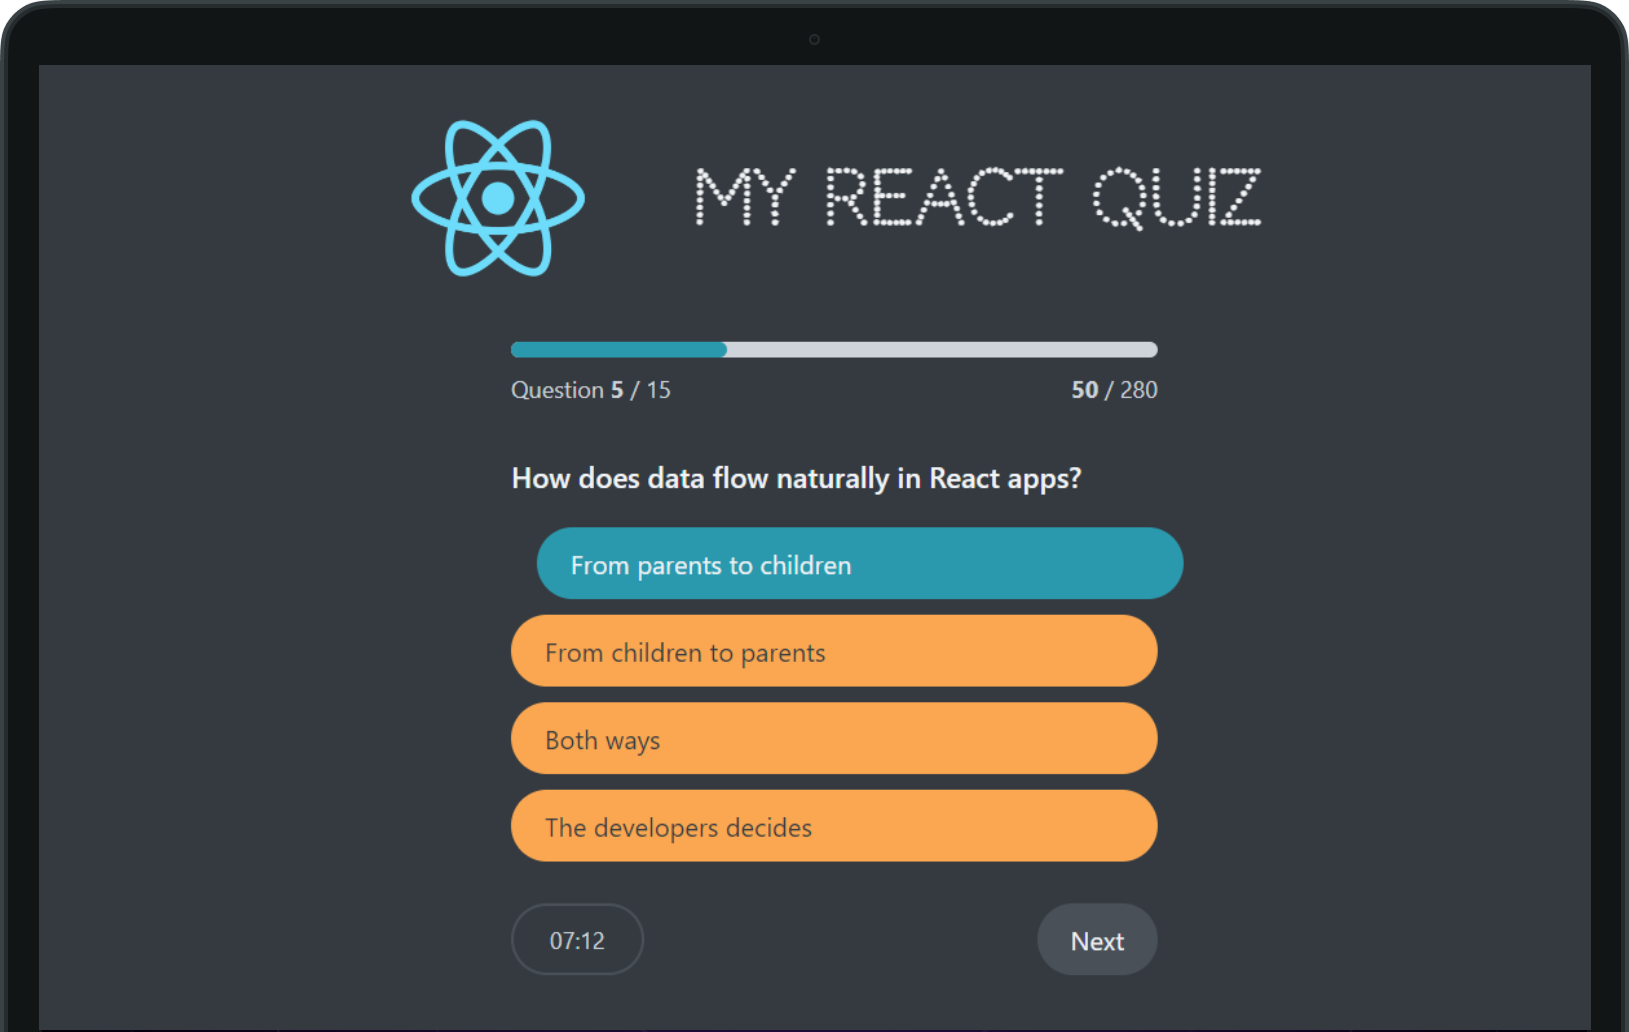 MY REACT QUIZ
Question 5 / 15
50 / 280
How does data flow naturally in React apps?
From parents to children
From children to parents
Both ways
The developers decides
07:12
Next